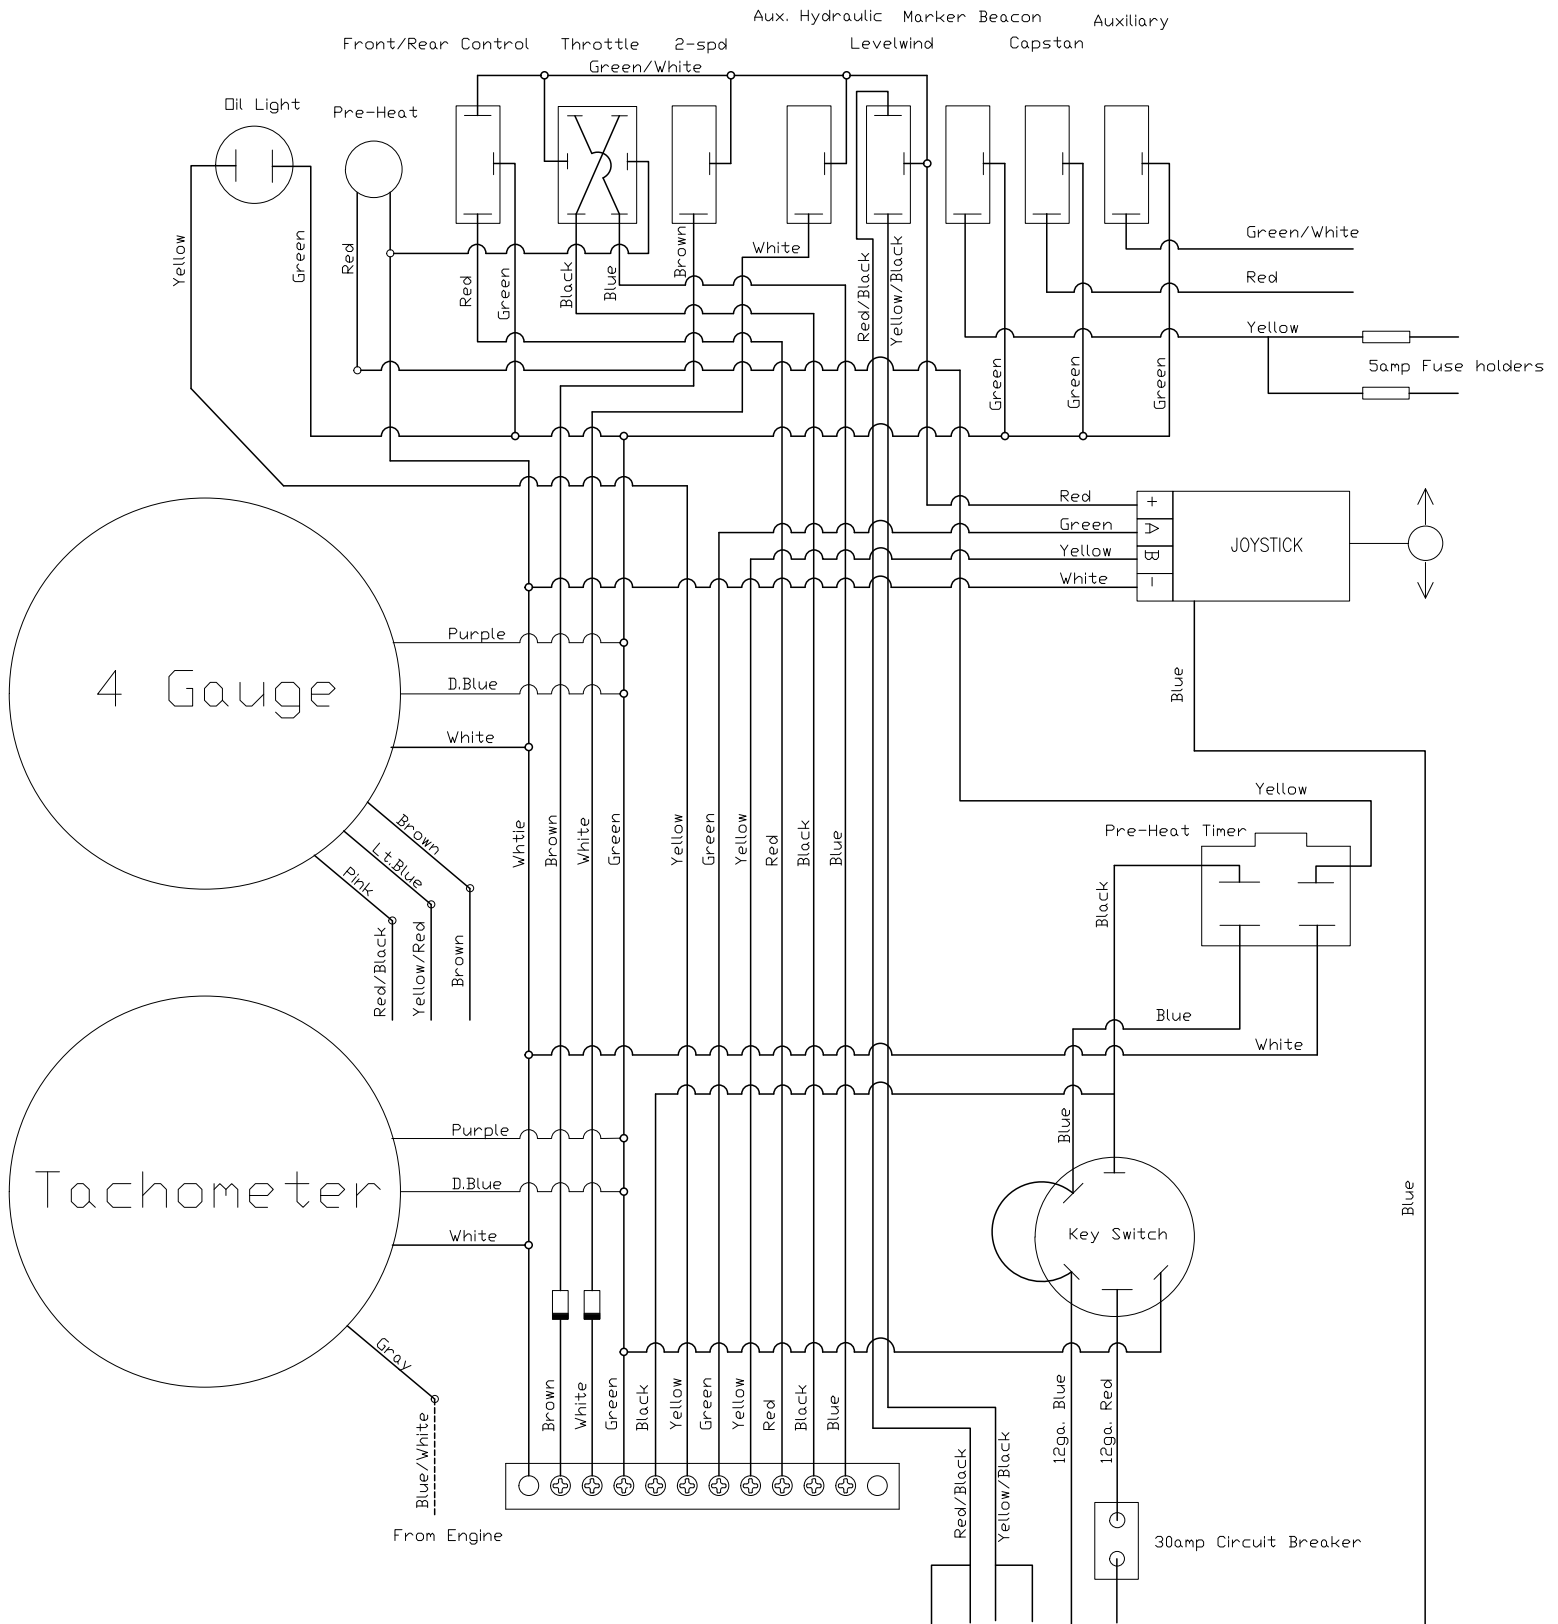 Aux. Hydraulic Marker Beacon Auxiliary
Front/Rear Control Throttle 2-spd Levelwind Capstan
Green/White
Oil Light
Pre-Heat
Yellow
Green
Red
Red
Green
Black
Blue
Brown
White
Red/Black
Yellow/Black
Green/White
Red
Yellow
5amp Fuse holders
Green
Green
Green
Red
Green
Yellow
White
+
A
B
-
JOYSTICK
Blue
4 Gauge
Purple
D.Blue
White
Brown
Lt.Blue
Pink
Red/Black
Yellow/Red
Brown
Whtie
Brown
White
Green
Yellow
Green
Yellow
Red
Black
Blue
Yellow
Pre-Heat Timer
Black
Blue
White
Blue
Key Switch
Blue
Tachometer
Purple
D.Blue
White
Gray
Blue/White
From Engine
Brown
White
Green
Black
Yellow
Green
Yellow
Red
Black
Blue
Red/Black
Yellow/Black
12ga. Blue
12ga. Red
30amp Circuit Breaker